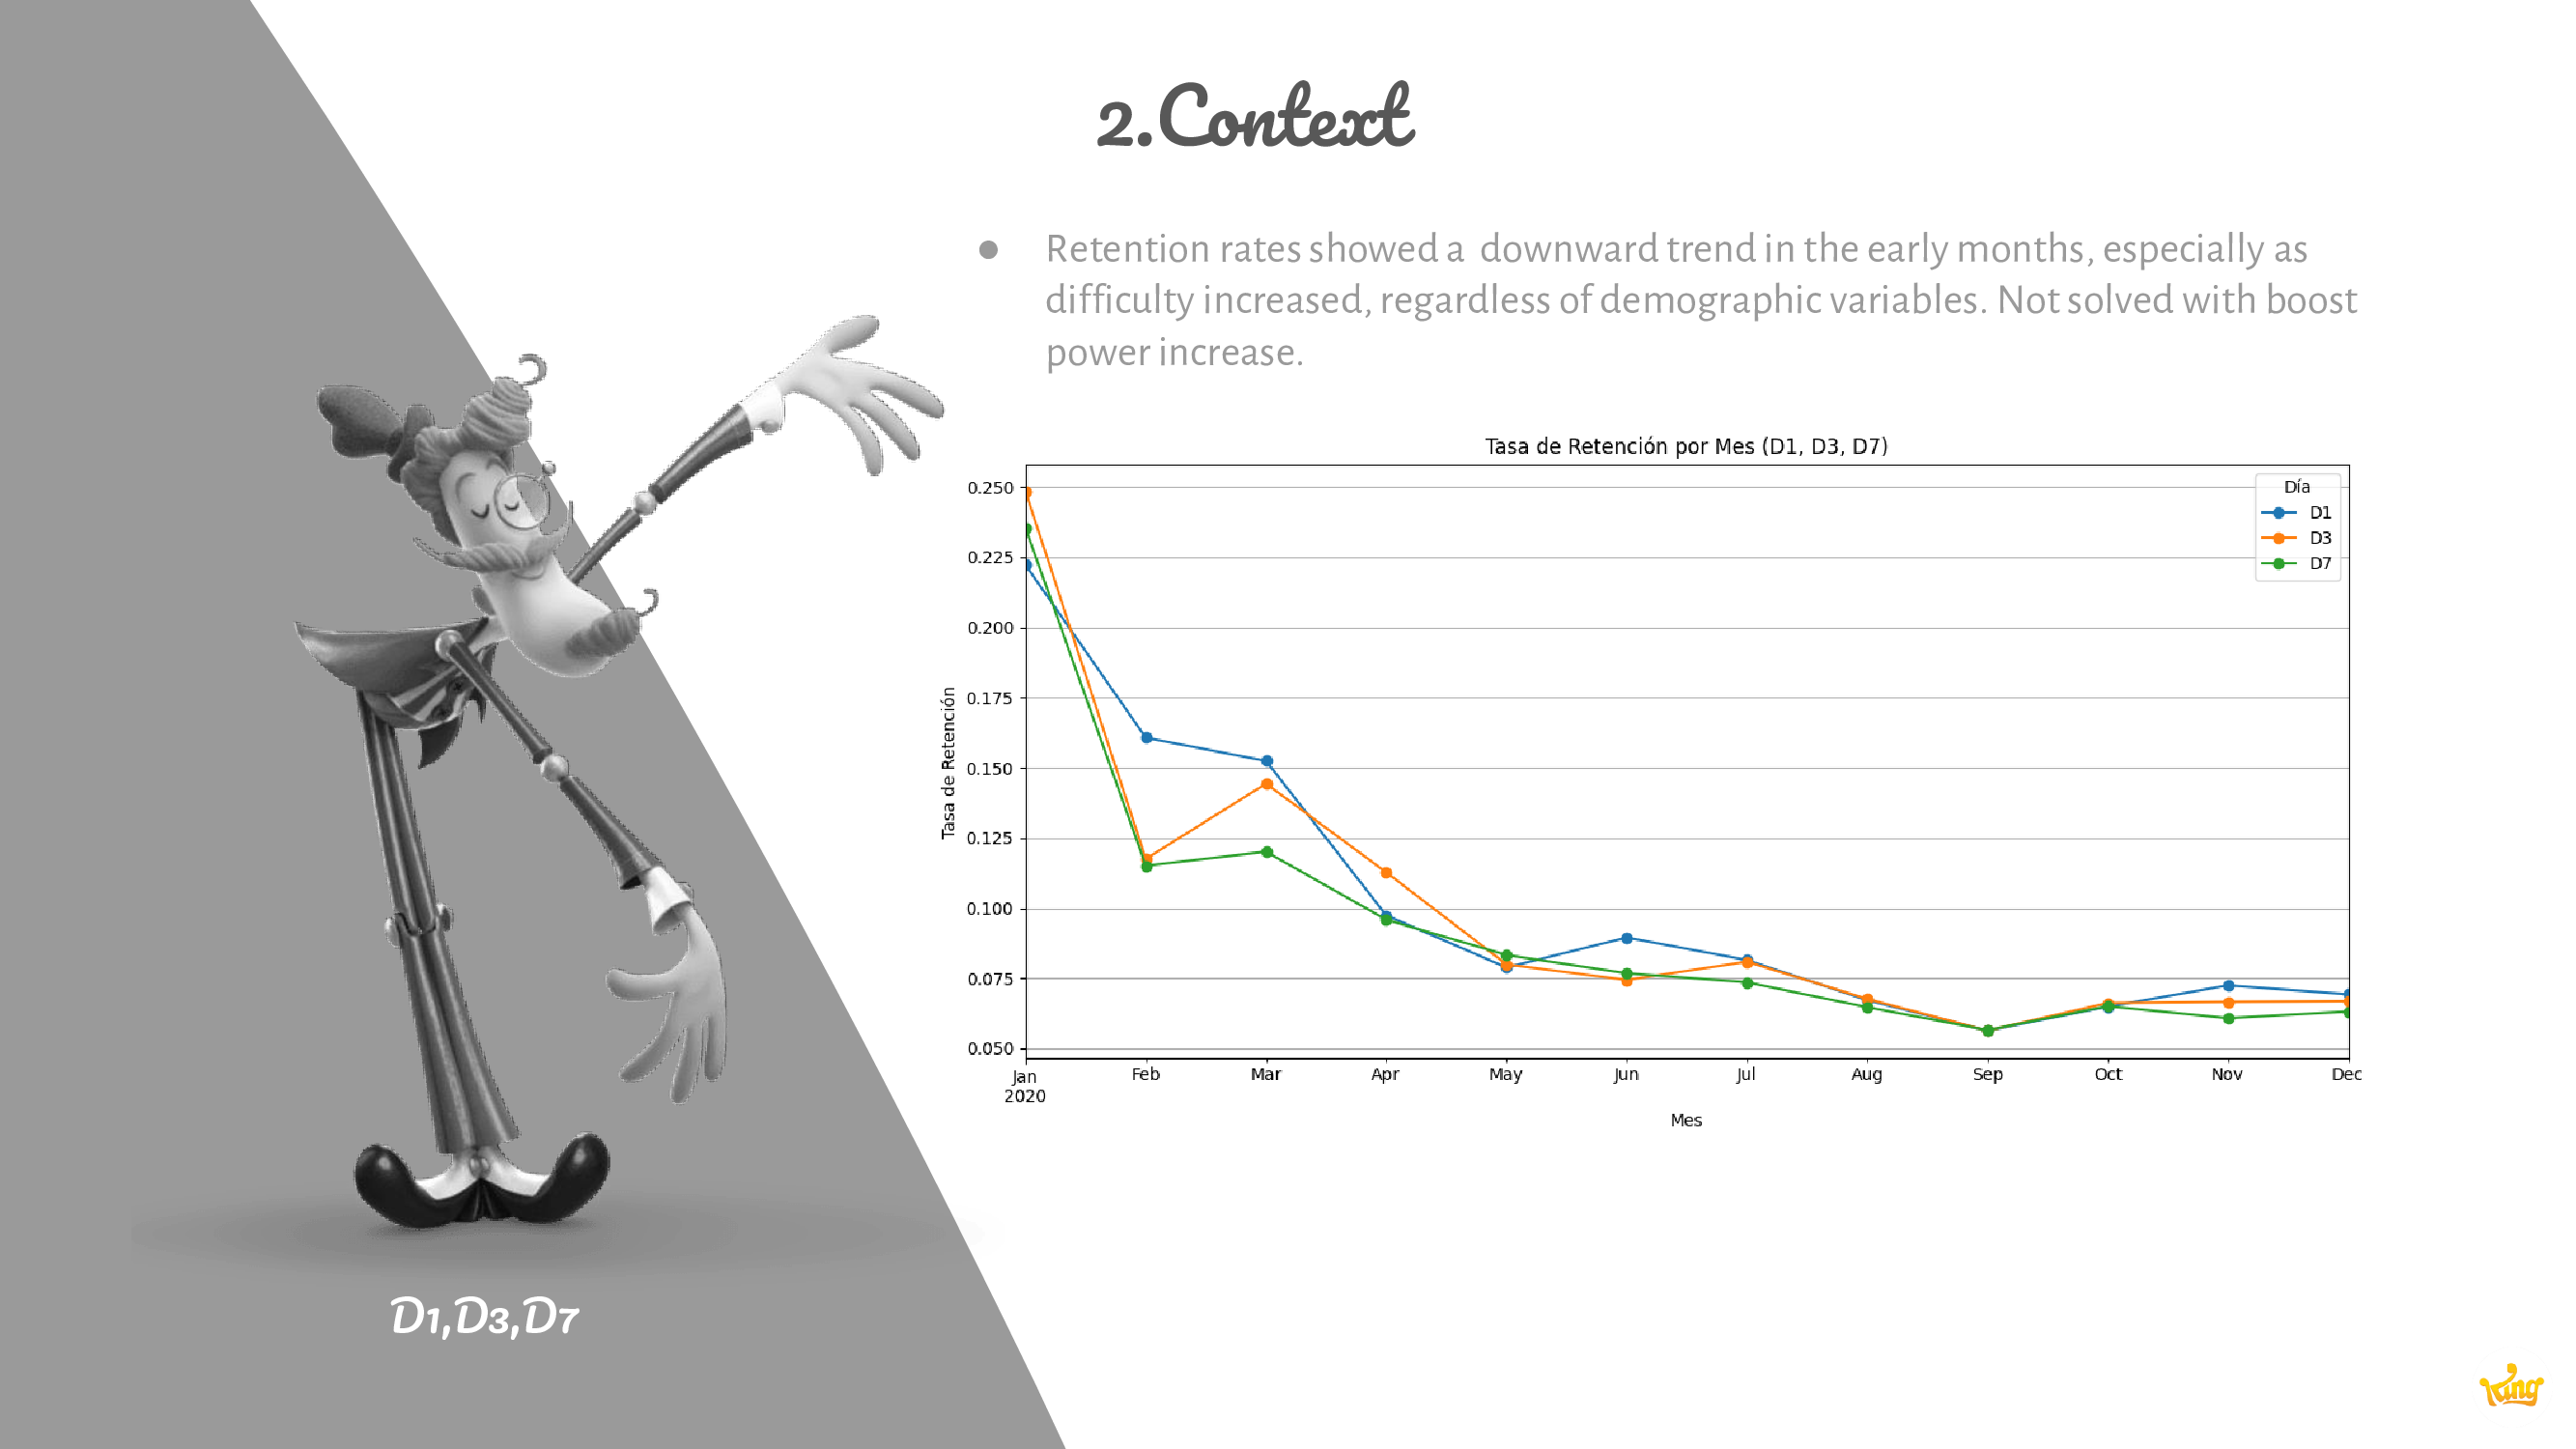 2.Context
● Retention rates showed a downward trend in the early months, especially as
difficulty increased, regardless of demographic variables. Not solved with boost
power increase.
Tasa de Retención por Mes (D1, D3, D7)
Día
D1
D3
D7
Tasa de Retención
0.250
0.225
0.200
0.175
0.150
0.125
0.100
0.075
0.050
Jan Feb Mar Apr May Jun Jul Aug Sep Oct Nov Dec
2020
Mes
D1,D3,D7
King